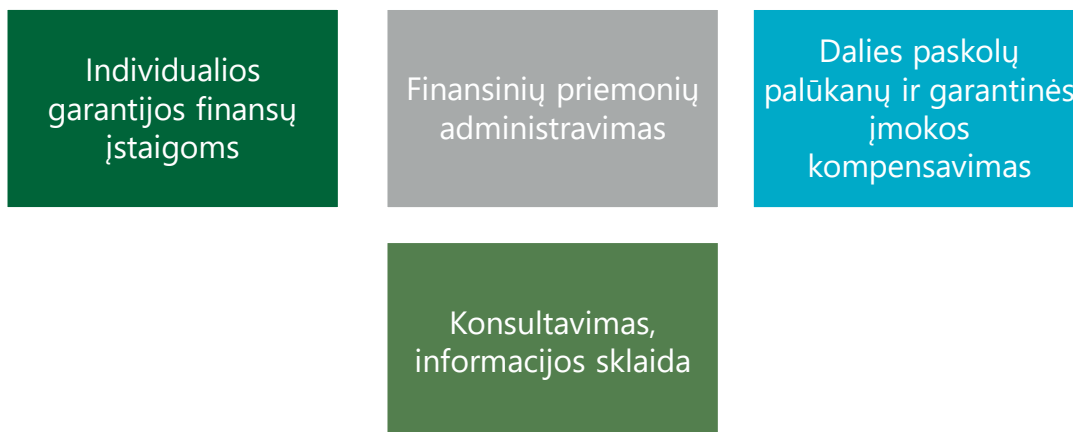 Individualios
garantijos finansų
įstaigoms
Finansinių priemonių
administravimas
Dalies paskolų
palūkanų ir garantinės
įmokos
kompensavimas
Konsultavimas,
informacijos sklaida